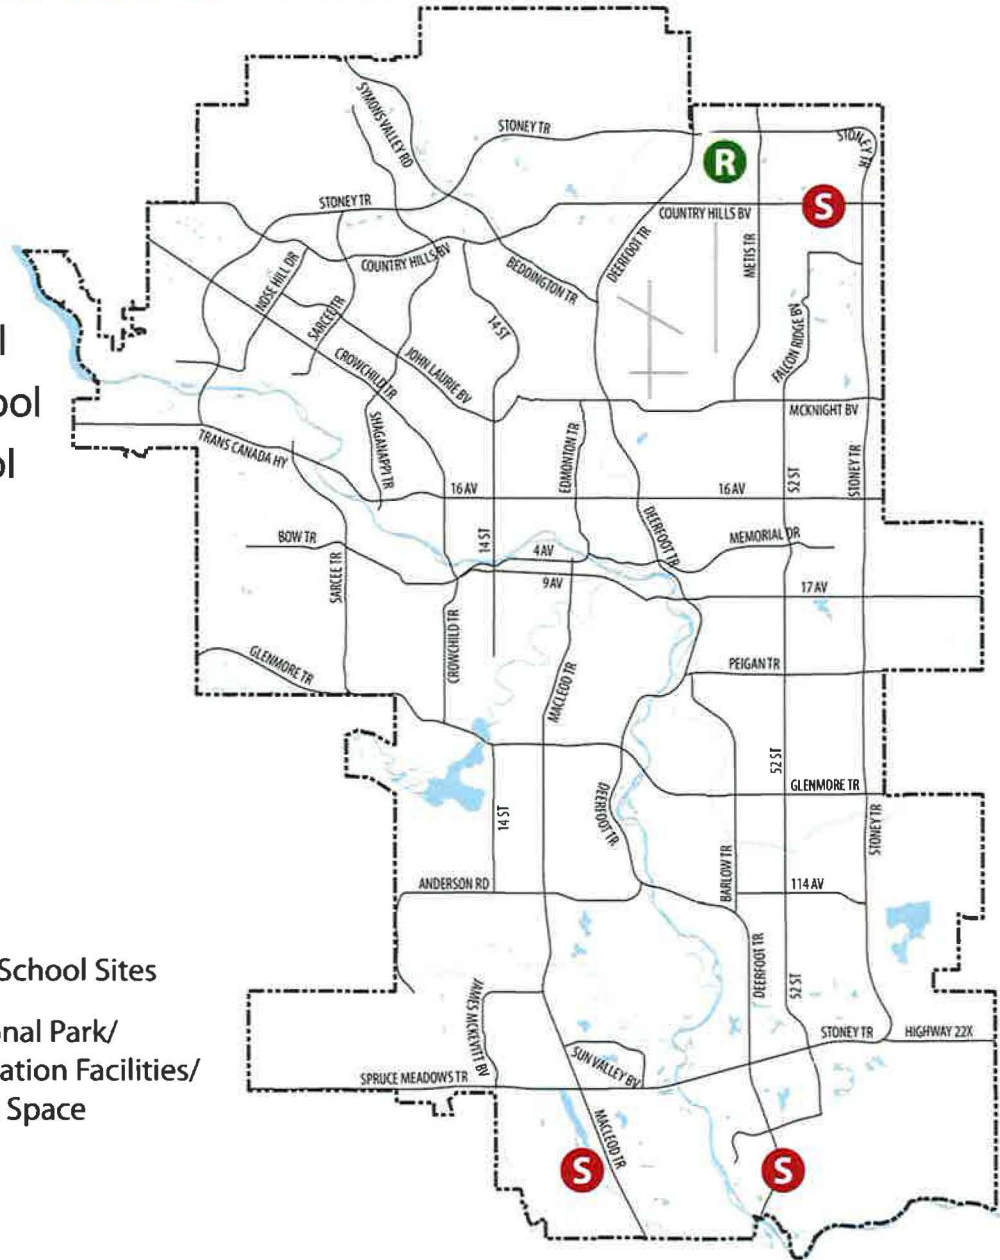 SYMONS VALLEY RD
STONEY TR
STONEY TR
R
STONEY TR
S
COUNTRY HILLS BV
COUNTRY HILLS BV
NOSE HILL DR
SARCEE TR
BEDDINGTON TR
DEERFOOT TR
METIS TR
14 ST
FALCON RIDGE BV
l
ool
ol
CROWCHILD TR
JOHN LAURIE BV
MCKNIGHT BV
SHAGANAPPI TR
TRANS CANADA HY
EDMONTON TR
52 ST
STONEY TR
16 AV
16 AV
BOW TR
SARCEE TR
14 ST
4 AV
9 AV
DEERFOOT TR
MEMORIAL DR
17 AV
GLENMORE TR
CROWCHILD TR
MACLEOD TR
PEIGAN TR
52 ST
GLENMORE TR
14 ST
DEERFOOT TR
STONEY TR
BARLOW TR
ANDERSON RD
114 AV
School Sites
onal Park/
ation Facilities/
Space
JAMES MCKEVITT BV
DEERFOOT TR
52 ST
STONEY TR
HIGHWAY 22X
SUN VALLEY BV
SPRUCE MEADOWS TR
MACLEOD TR
S
S